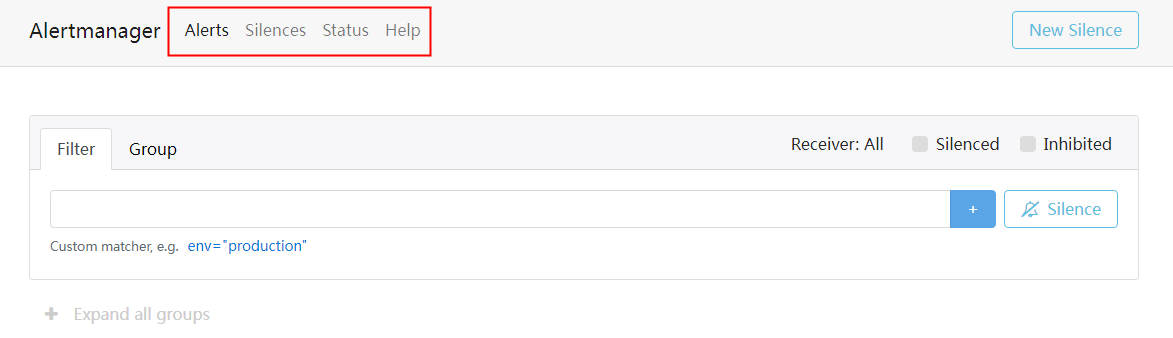 Alertmanager Alerts Silences Status Help New Silence
Filter Group Receiver: All Silenced Inhibited
+ Silence
Custom matcher, e.g. env="production"
+ Expand all groups